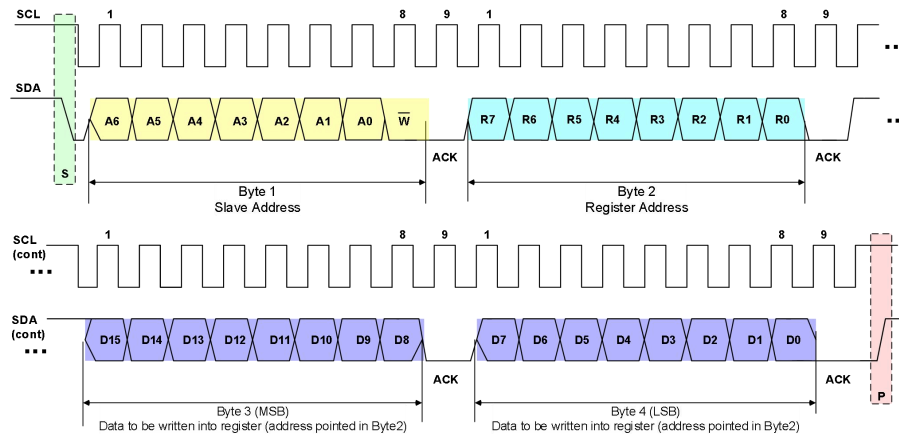 SCL 1 8 9 1 8 9
...
SDA
A6 A5 A4 A3 A2 A1 A0 W̅ R7 R6 R5 R4 R3 R2 R1 R0
...
S ACK ACK
Byte 1 Byte 2
Slave Address Register Address
SCL 1 8 9 1 8 9
(cont)
...
SDA
(cont) D15 D14 D13 D12 D11 D10 D9 D8 D7 D6 D5 D4 D3 D2 D1 D0
...
ACK ACK P
Byte 3 (MSB) Byte 4 (LSB)
Data to be written into register (address pointed in Byte2) Data to be written into register (address pointed in Byte2)